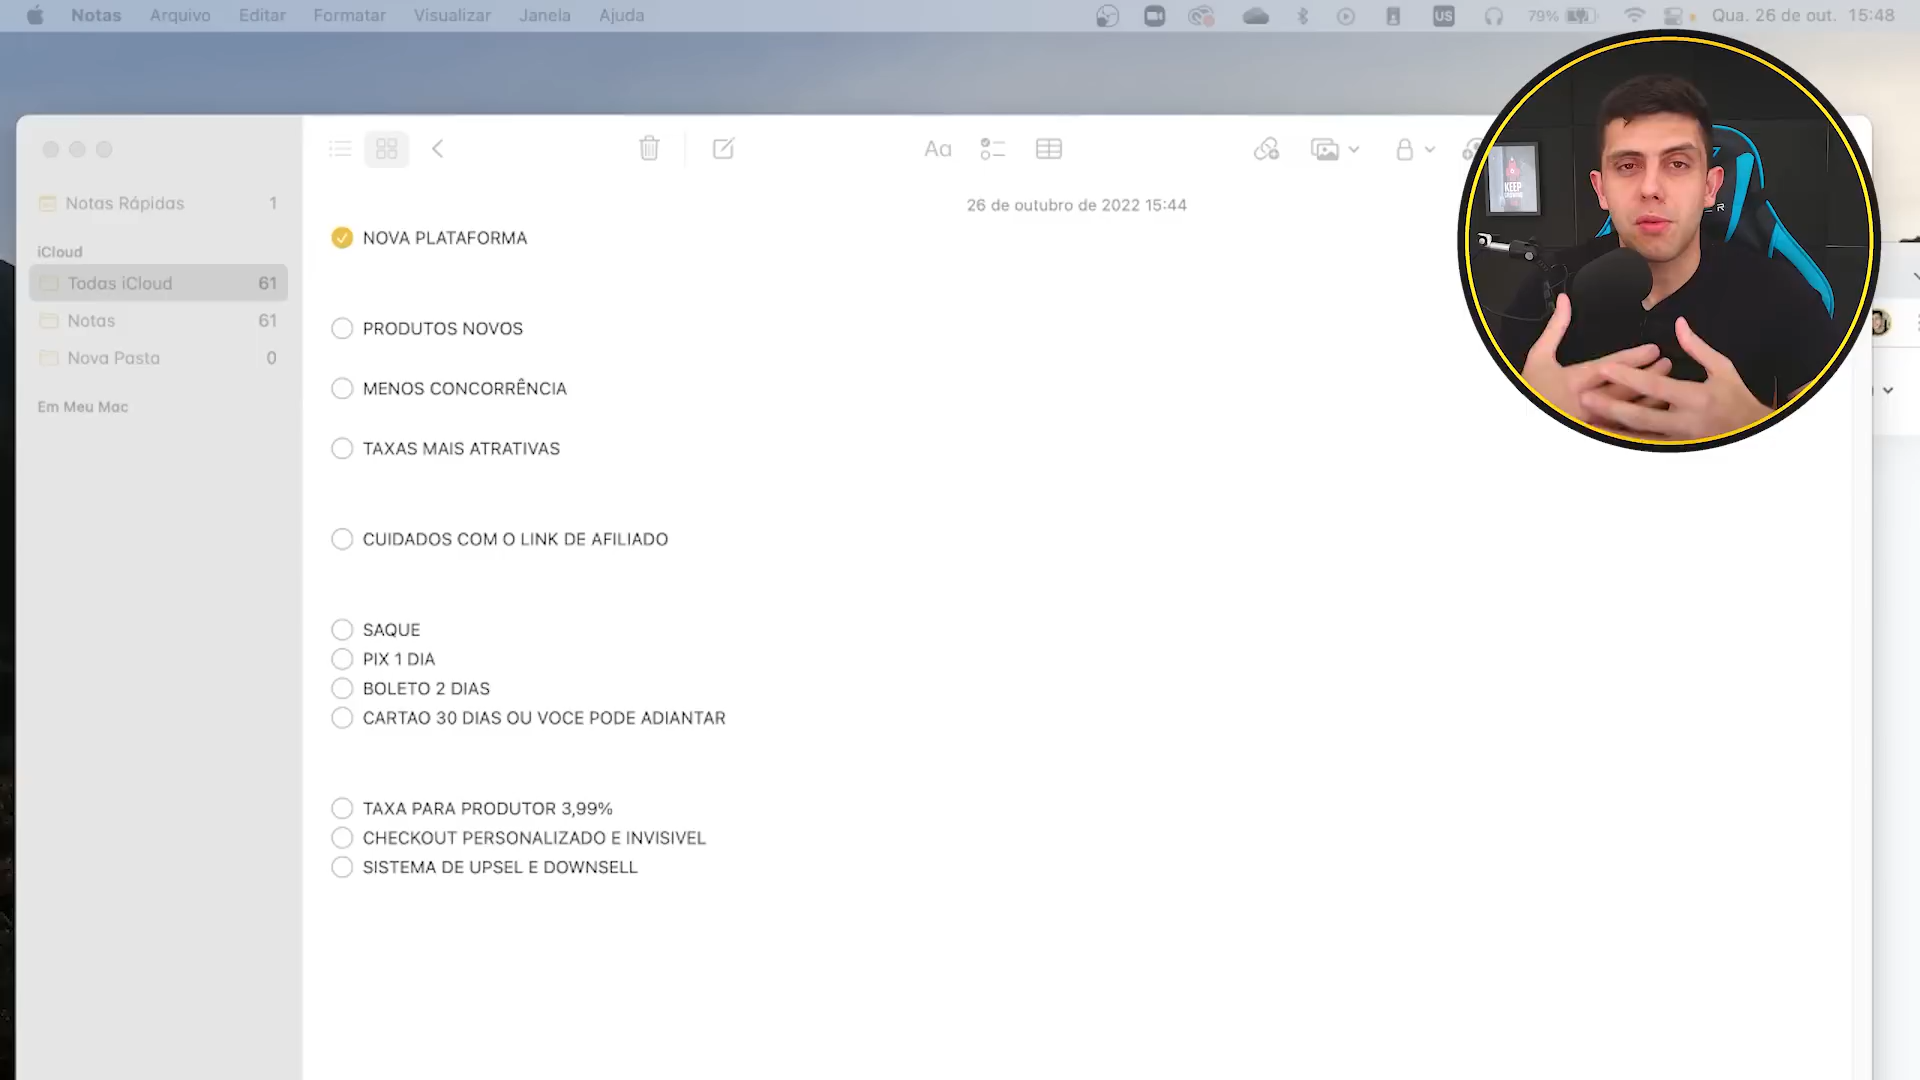 Notas Arquivo Editar Formatar Visualizar Janela Ajuda US 79% Qua. 26 de out. 15:48
Notas Rápidas 1
iCloud
Todas iCloud 61
Notas 61
Nova Pasta 0
Em Meu Mac
Aa
26 de outubro de 2022 15:44
NOVA PLATAFORMA
PRODUTOS NOVOS
MENOS CONCORRÊNCIA
TAXAS MAIS ATRATIVAS
CUIDADOS COM O LINK DE AFILIADO
SAQUE
PIX 1 DIA
BOLETO 2 DIAS
CARTAO 30 DIAS OU VOCE PODE ADIANTAR
TAXA PARA PRODUTOR 3,99%
CHECKOUT PERSONALIZADO E INVISIVEL
SISTEMA DE UPSEL E DOWNSELL
KEEP